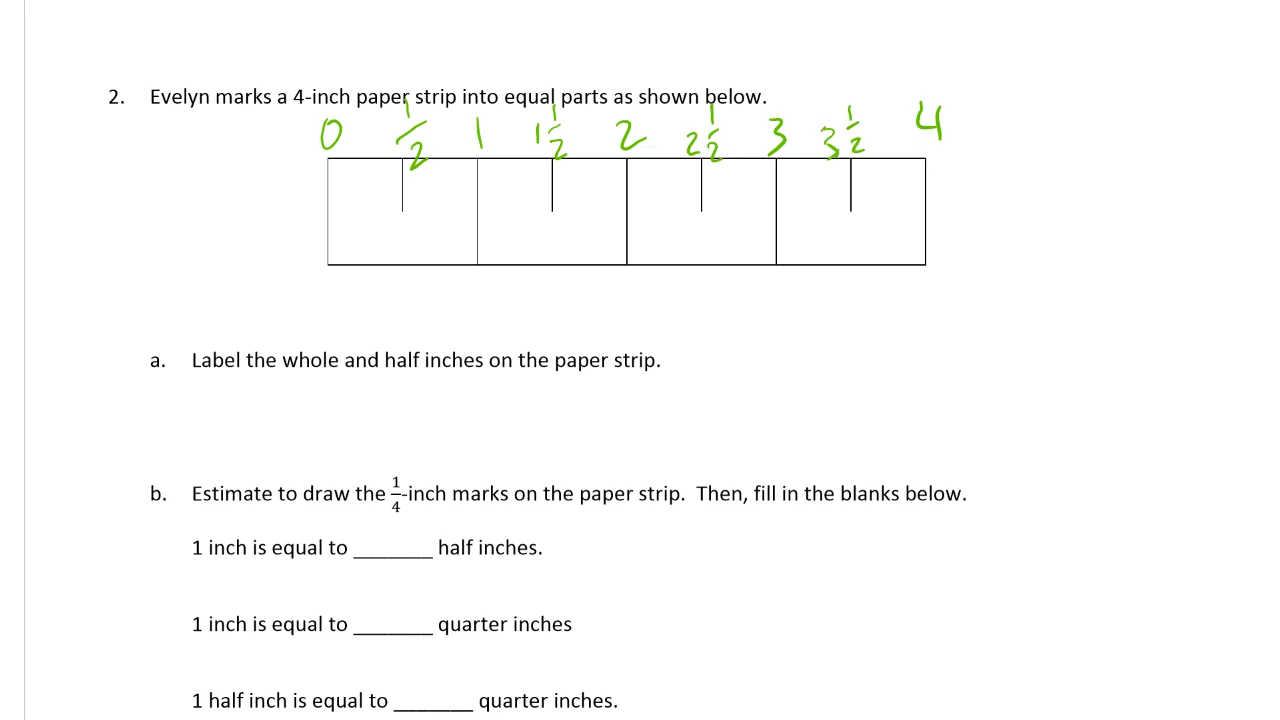 2. Evelyn marks a 4-inch paper strip into equal parts as shown below.
0 1/2 1 1 1/2 2 2 1/2 3 3 1/2 4
a. Label the whole and half inches on the paper strip.
b. Estimate to draw the 1/4-inch marks on the paper strip. Then, fill in the blanks below.
1 inch is equal to _______ half inches.
1 inch is equal to _______ quarter inches
1 half inch is equal to _______ quarter inches.